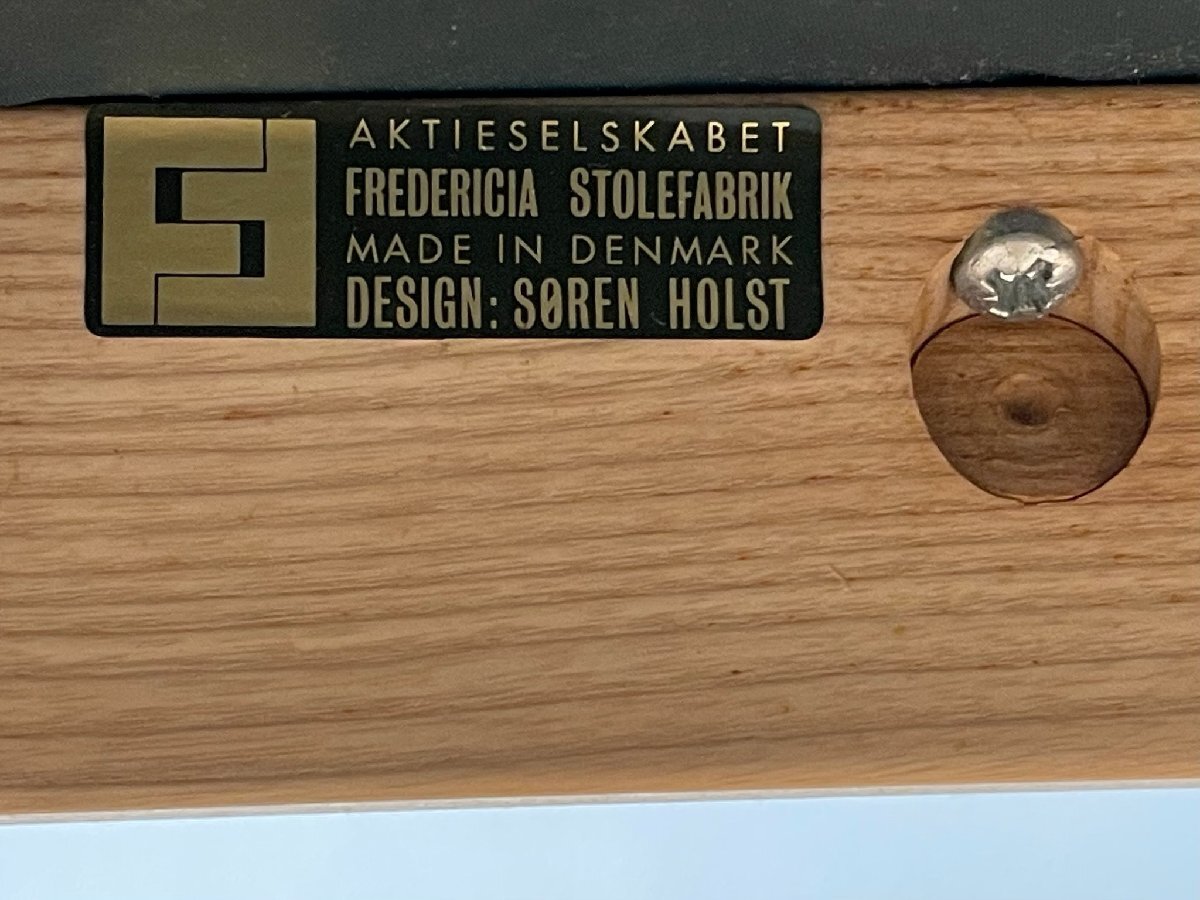 AKTIESELSKABET
FREDERICIA STOLEFABRIK
MADE IN DENMARK
DESIGN: SØREN HOLST